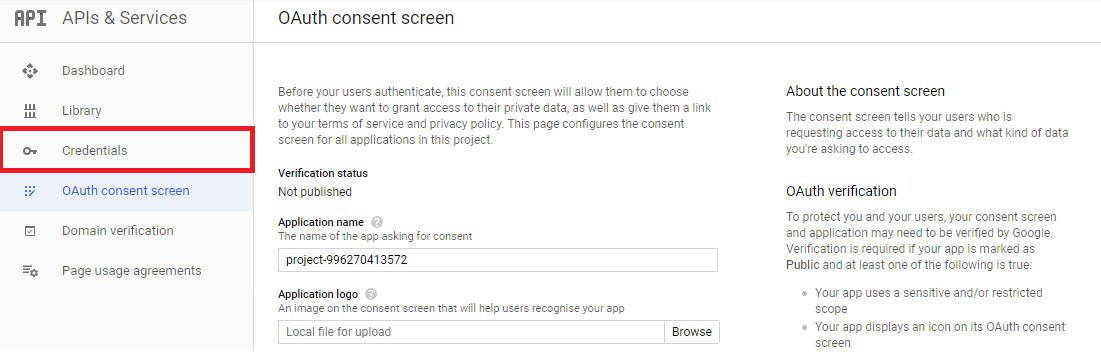 API APIs & Services
OAuth consent screen
Dashboard
Library
Credentials
OAuth consent screen
Domain verification
Page usage agreements
Before your users authenticate, this consent screen will allow them to choose
whether they want to grant access to their private data, as well as give them a link
to your terms of service and privacy policy. This page configures the consent
screen for all applications in this project.
Verification status
Not published
Application name ?
The name of the app asking for consent
project-996270413572
Application logo ?
An image on the consent screen that will help users recognise your app
Local file for upload Browse
About the consent screen
The consent screen tells your users who is
requesting access to their data and what kind of data
you're asking to access.
OAuth verification
To protect you and your users, your consent screen
and application may need to be verified by Google.
Verification is required if your app is marked as
Public and at least one of the following is true:
• Your app uses a sensitive and/or restricted
scope
• Your app displays an icon on its OAuth consent
screen